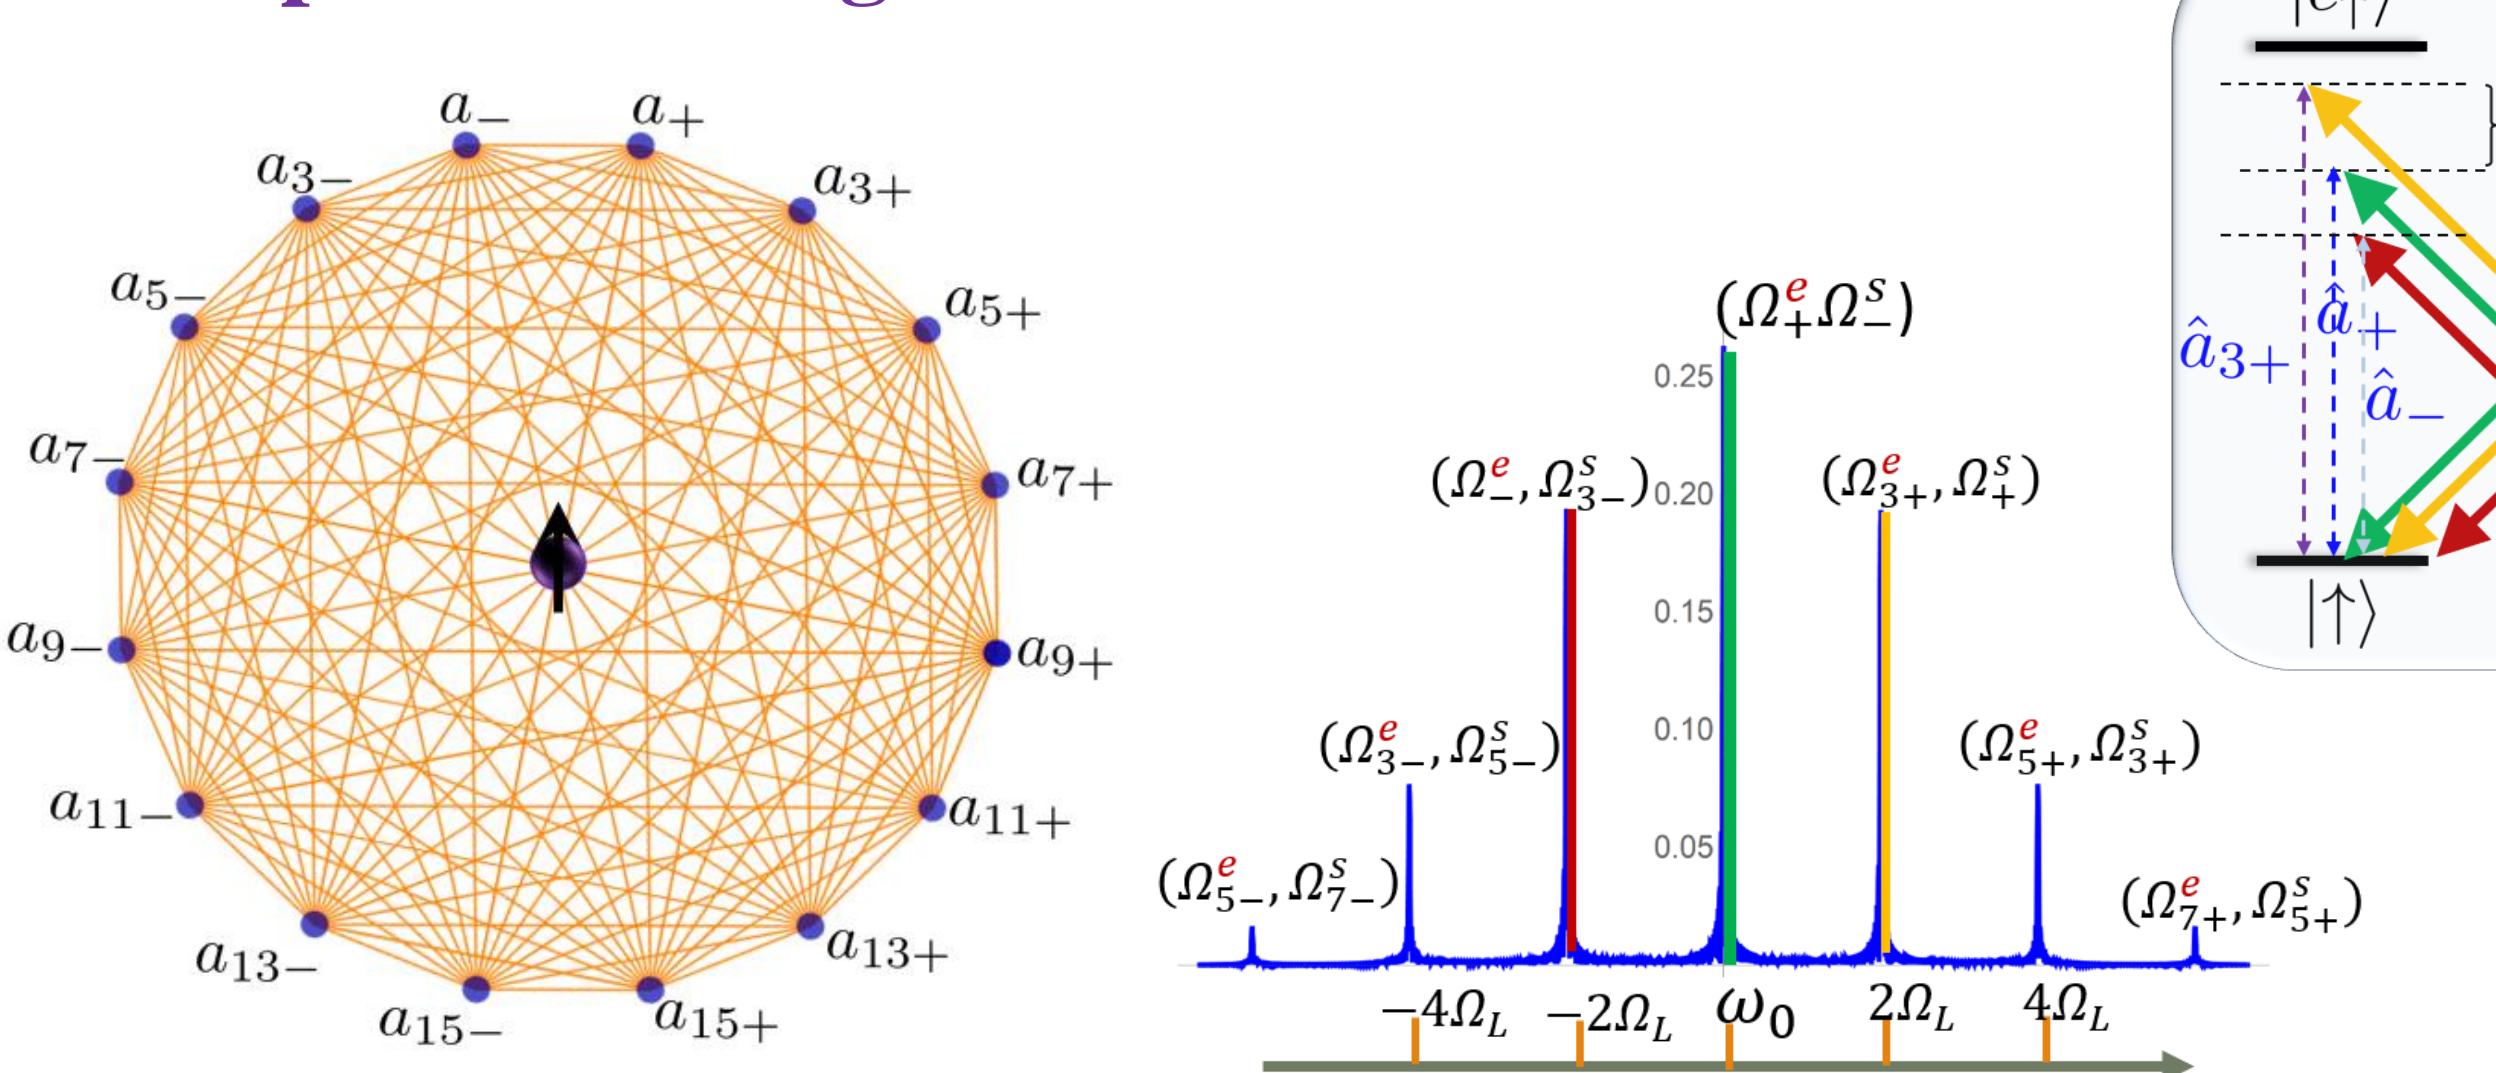 a₋
a₊
a₃₋
a₃₊
a₅₋
a₅₊
a₇₋
a₇₊
a₉₋
a₉₊
a₁₁₋
a₁₁₊
a₁₃₋
a₁₃₊
a₁₅₋
a₁₅₊
(Ω₊ᵉΩ₋ˢ)
(Ω₋ᵉ, Ω₃₋ˢ)
(Ω₃₊ᵉ, Ω₊ˢ)
(Ω₃₋ᵉ, Ω₅₋ˢ)
(Ω₅₊ᵉ, Ω₃₊ˢ)
(Ω₅₋ᵉ, Ω₇₋ˢ)
(Ω₇₊ᵉ, Ω₅₊ˢ)
0.25
0.20
0.15
0.10
0.05
−4Ω_L −2Ω_L ω₀ 2Ω_L 4Ω_L
â₃₊
â₊
â₋
|↑⟩